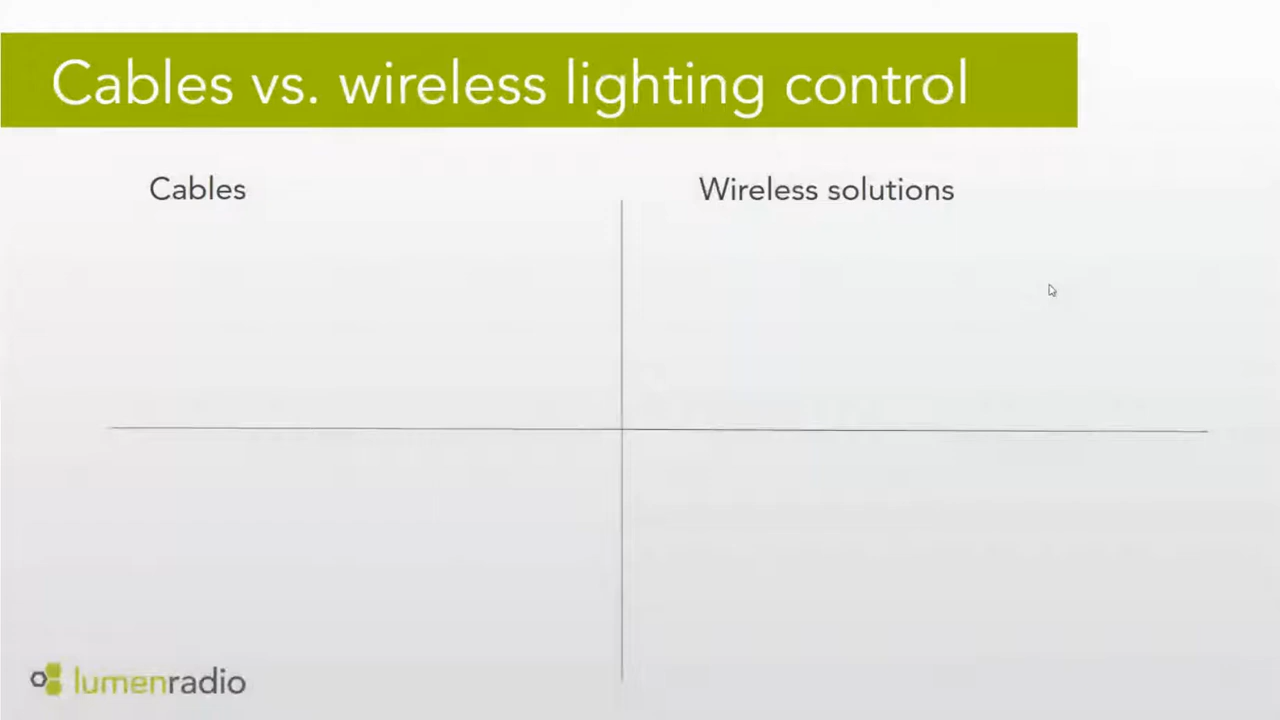 Cables vs. wireless lighting control
Cables
Wireless solutions
lumenradio